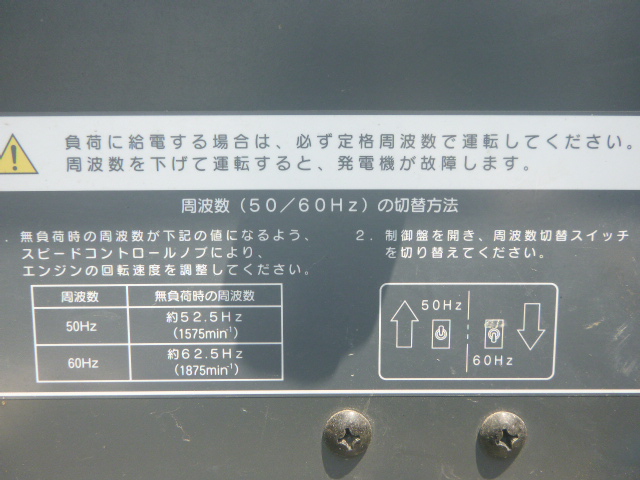 負荷に給電する場合は、必ず定格周波数で運転してください。
周波数を下げて運転すると、発電機が故障します。
周波数（50／60Hz）の切替方法
. 無負荷時の周波数が下記の値になるよう、
スピードコントロールノブにより、
エンジンの回転速度を調整してください。
周波数 無負荷時の周波数
50Hz 約52.5Hz
(1575min⁻¹)
60Hz 約62.5Hz
(1875min⁻¹)
2. 制御盤を開き、周波数切替スイッチ
を切り替えてください。
50Hz
60Hz